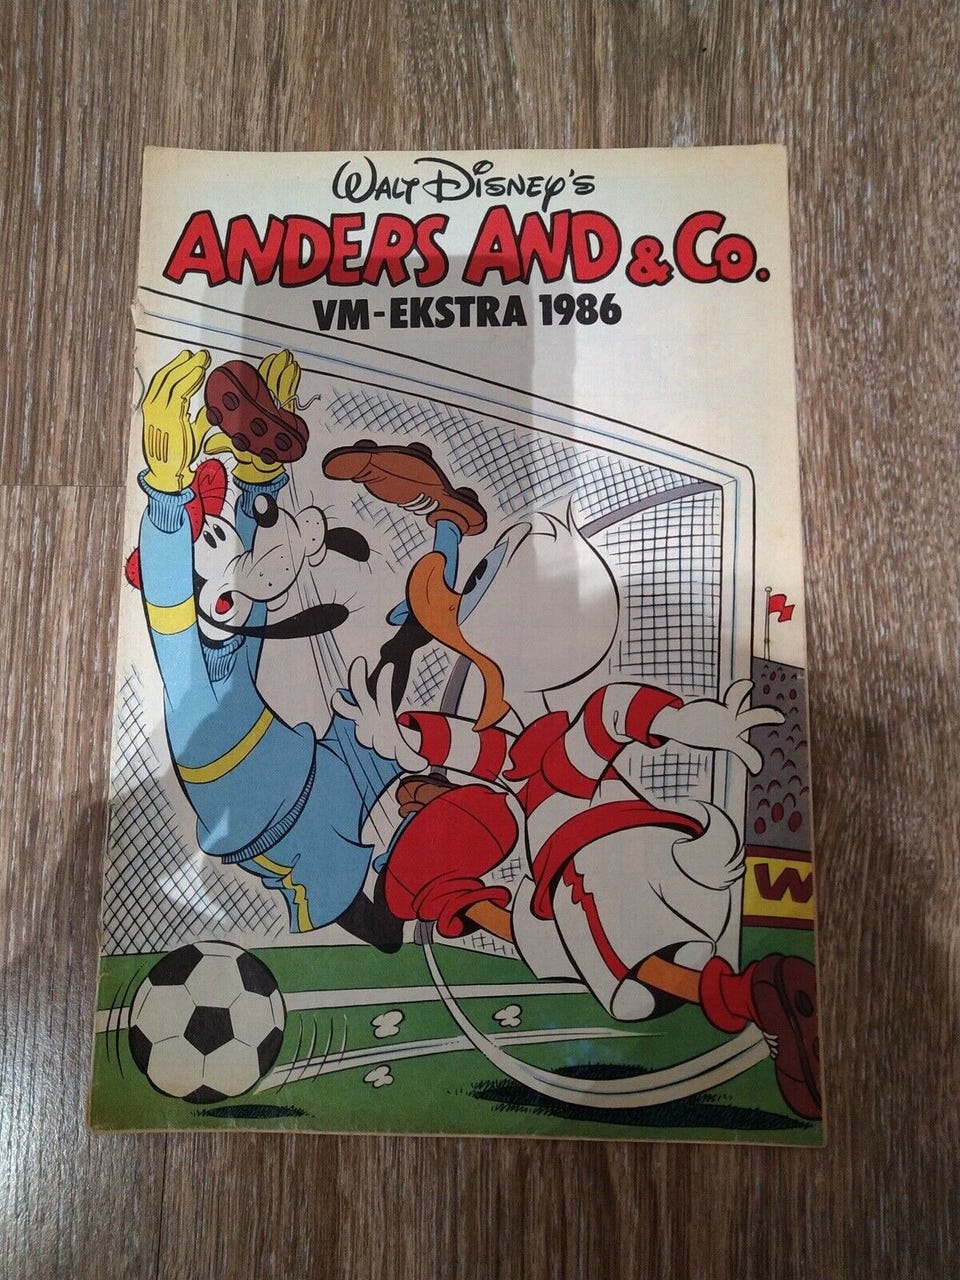 WALT DISNEY'S
ANDERS AND & Co.
VM-EKSTRA 1986
W